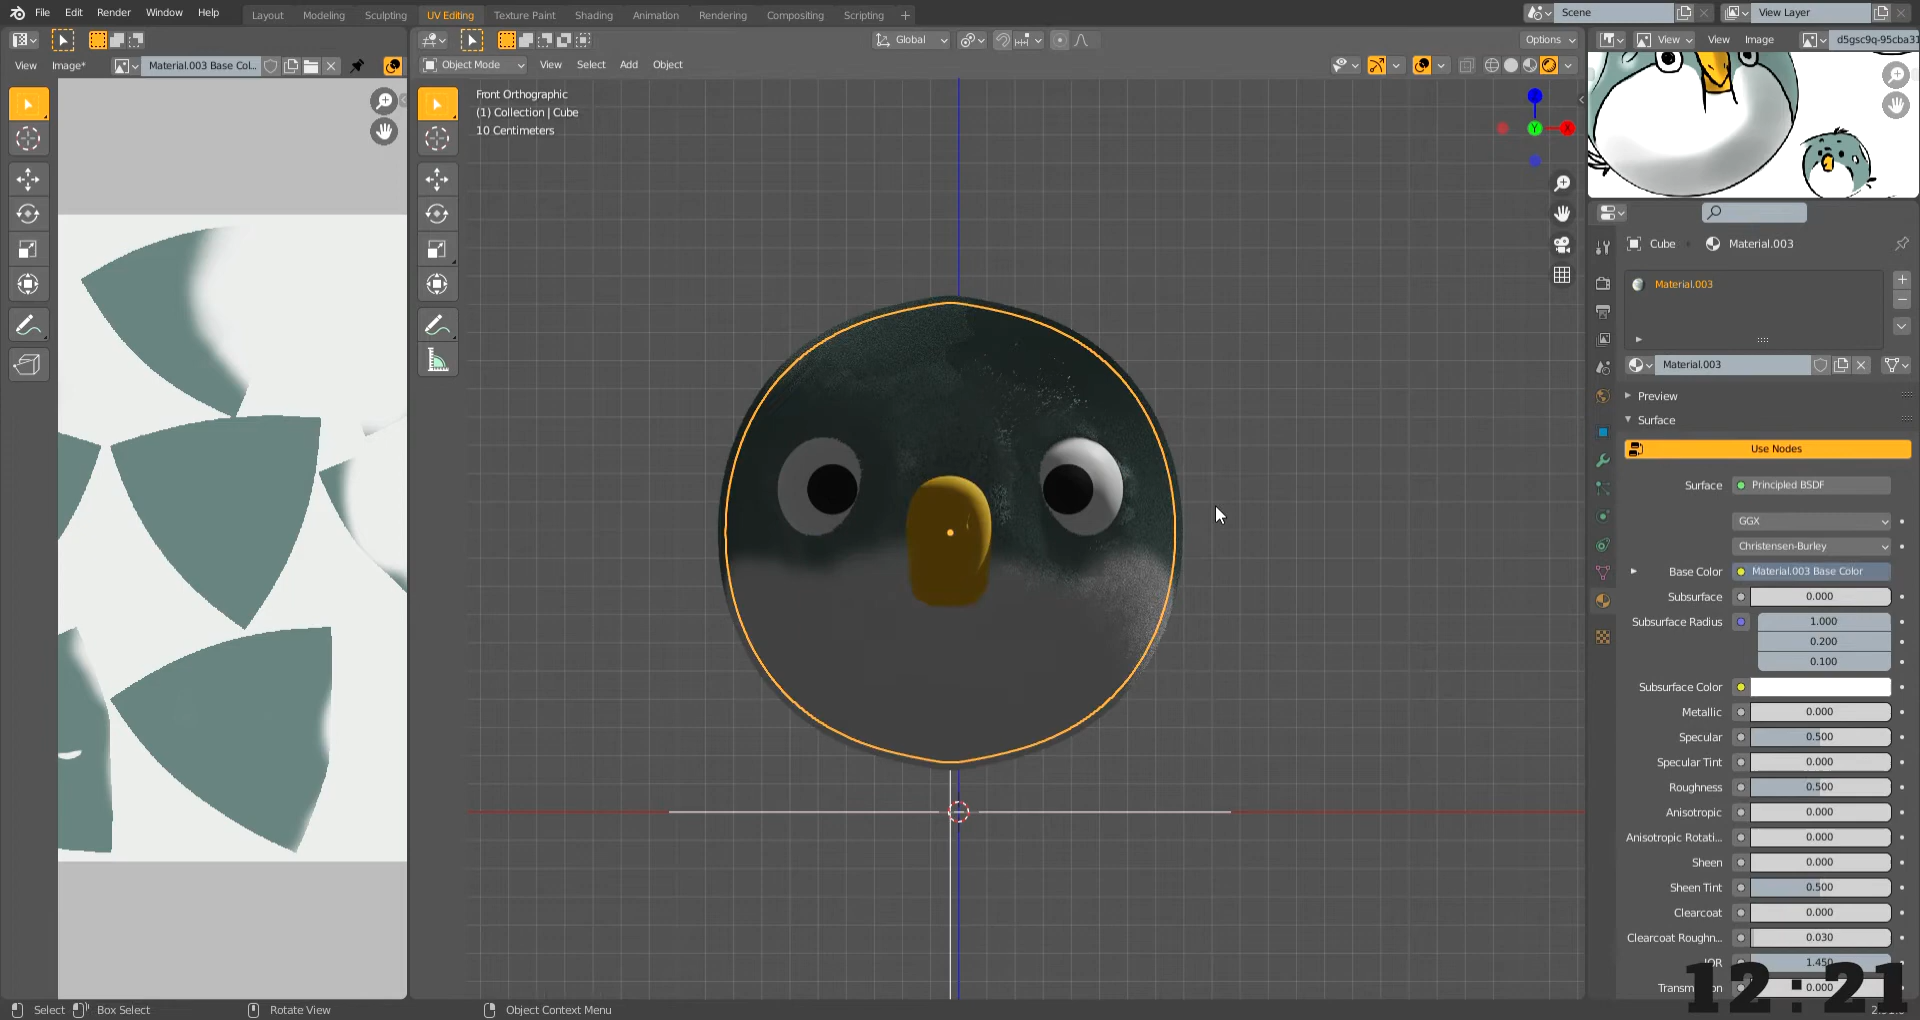 File Edit Render Window Help
Layout Modeling Sculpting UV Editing Texture Paint Shading Animation Rendering Compositing Scripting
Scene
View Layer
Global
Options
View View Image d5gsc9q-95cba31
View Image* Material.003 Base Col...
Object Mode View Select Add Object
Front Orthographic
(1) Collection | Cube
10 Centimeters
X
Y
Cube Material.003
Material.003
Material.003
Preview
Surface
Use Nodes
Surface Principled BSDF
GGX
Christensen-Burley
Base Color Material.003 Base Color
Subsurface 0.000
Subsurface Radius 1.000
0.200
0.100
Subsurface Color
Metallic 0.000
Specular 0.500
Specular Tint 0.000
Roughness 0.500
Anisotropic 0.000
Anisotropic Rotati... 0.000
Sheen 0.000
Sheen Tint 0.500
Clearcoat 0.000
Clearcoat Roughn... 0.030
IOR 1.450
0.000
12:21
Select Box Select Rotate View Object Context Menu